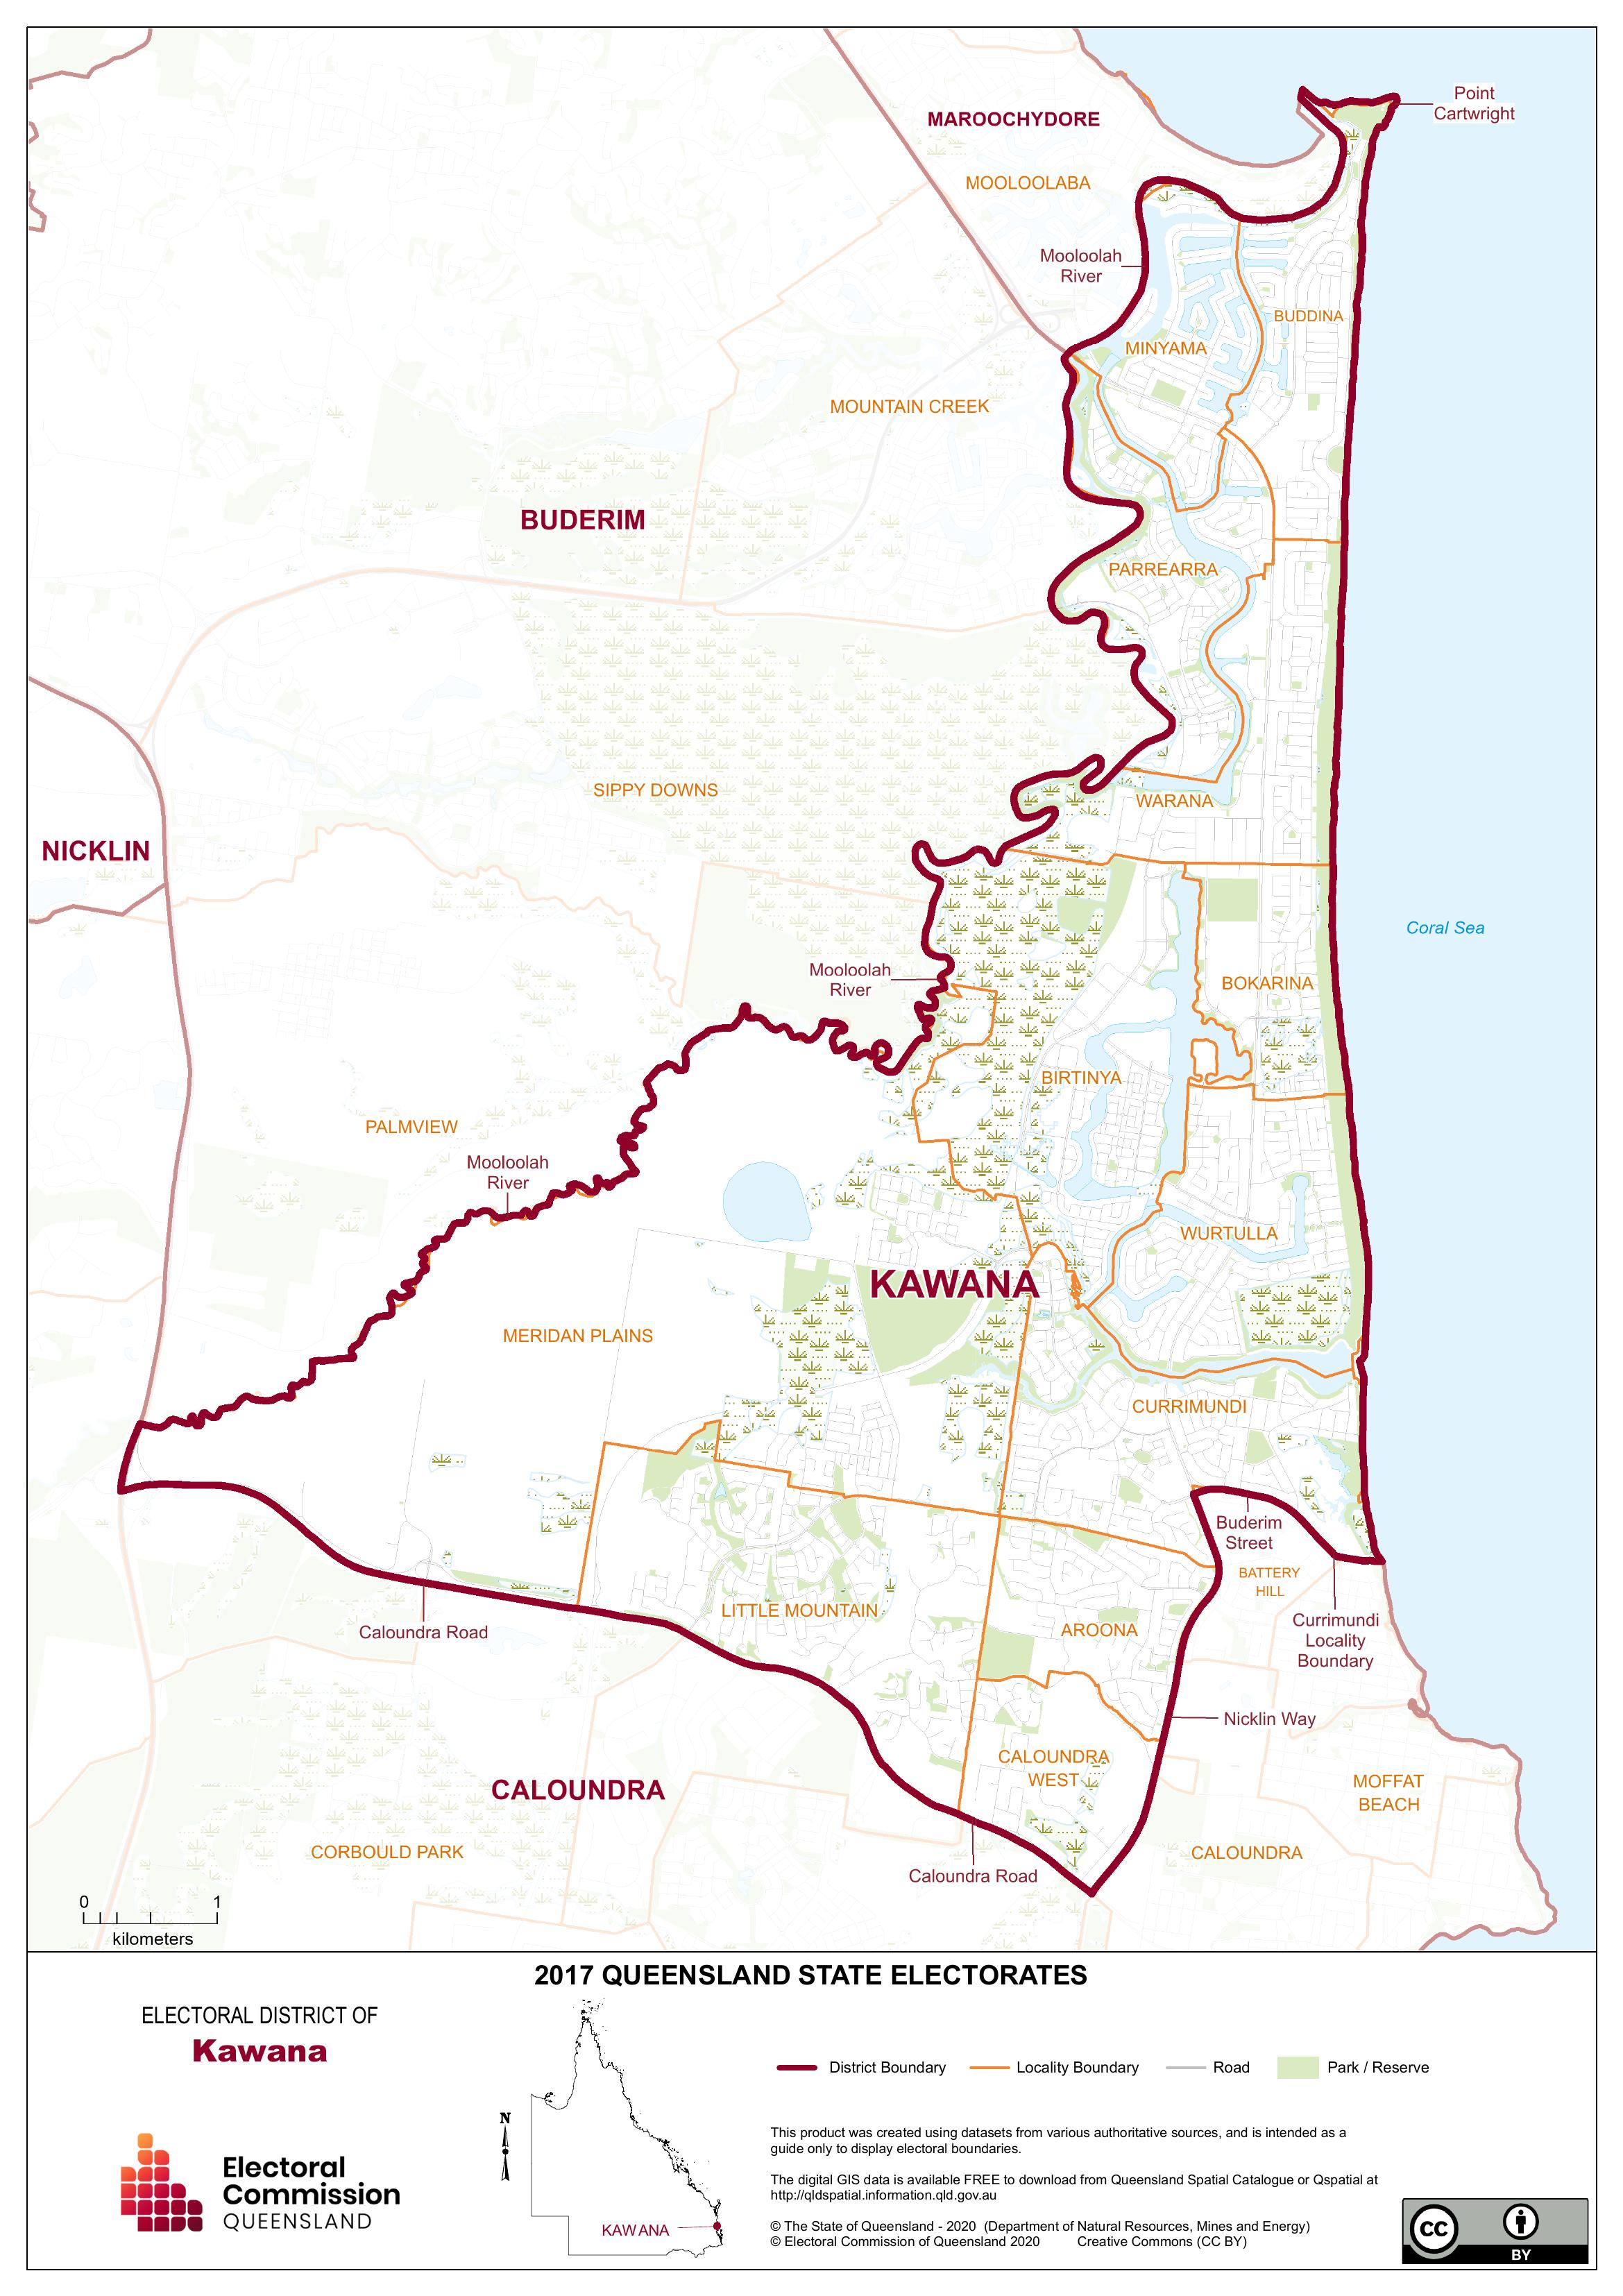 Point
Cartwright
MAROOCHYDORE
MOOLOOLABA
Mooloolah
River
BUDDINA
MINYAMA
MOUNTAIN CREEK
BUDERIM
PARREARRA
SIPPY DOWNS
WARANA
NICKLIN
Coral Sea
Mooloolah
River
BOKARINA
BIRTINYA
PALMVIEW
Mooloolah
River
WURTULLA
KAWANA
MERIDAN PLAINS
CURRIMUNDI
Buderim
Street
BATTERY
HILL
LITTLE MOUNTAIN
Caloundra Road
AROONA
Currimundi
Locality
Boundary
Nicklin Way
CALOUNDRA
WEST
CALOUNDRA
MOFFAT
BEACH
CORBOULD PARK
CALOUNDRA
Caloundra Road
0 1
kilometers
2017 QUEENSLAND STATE ELECTORATES
ELECTORAL DISTRICT OF
Kawana
N
KAWANA
Electoral
Commission
QUEENSLAND
District Boundary Locality Boundary Road Park / Reserve
This product was created using datasets from various authoritative sources, and is intended as a
guide only to display electoral boundaries.
The digital GIS data is available FREE to download from Queensland Spatial Catalogue or Qspatial at
http://qldspatial.information.qld.gov.au
© The State of Queensland - 2020 (Department of Natural Resources, Mines and Energy)
© Electoral Commission of Queensland 2020 Creative Commons (CC BY)
CC
BY